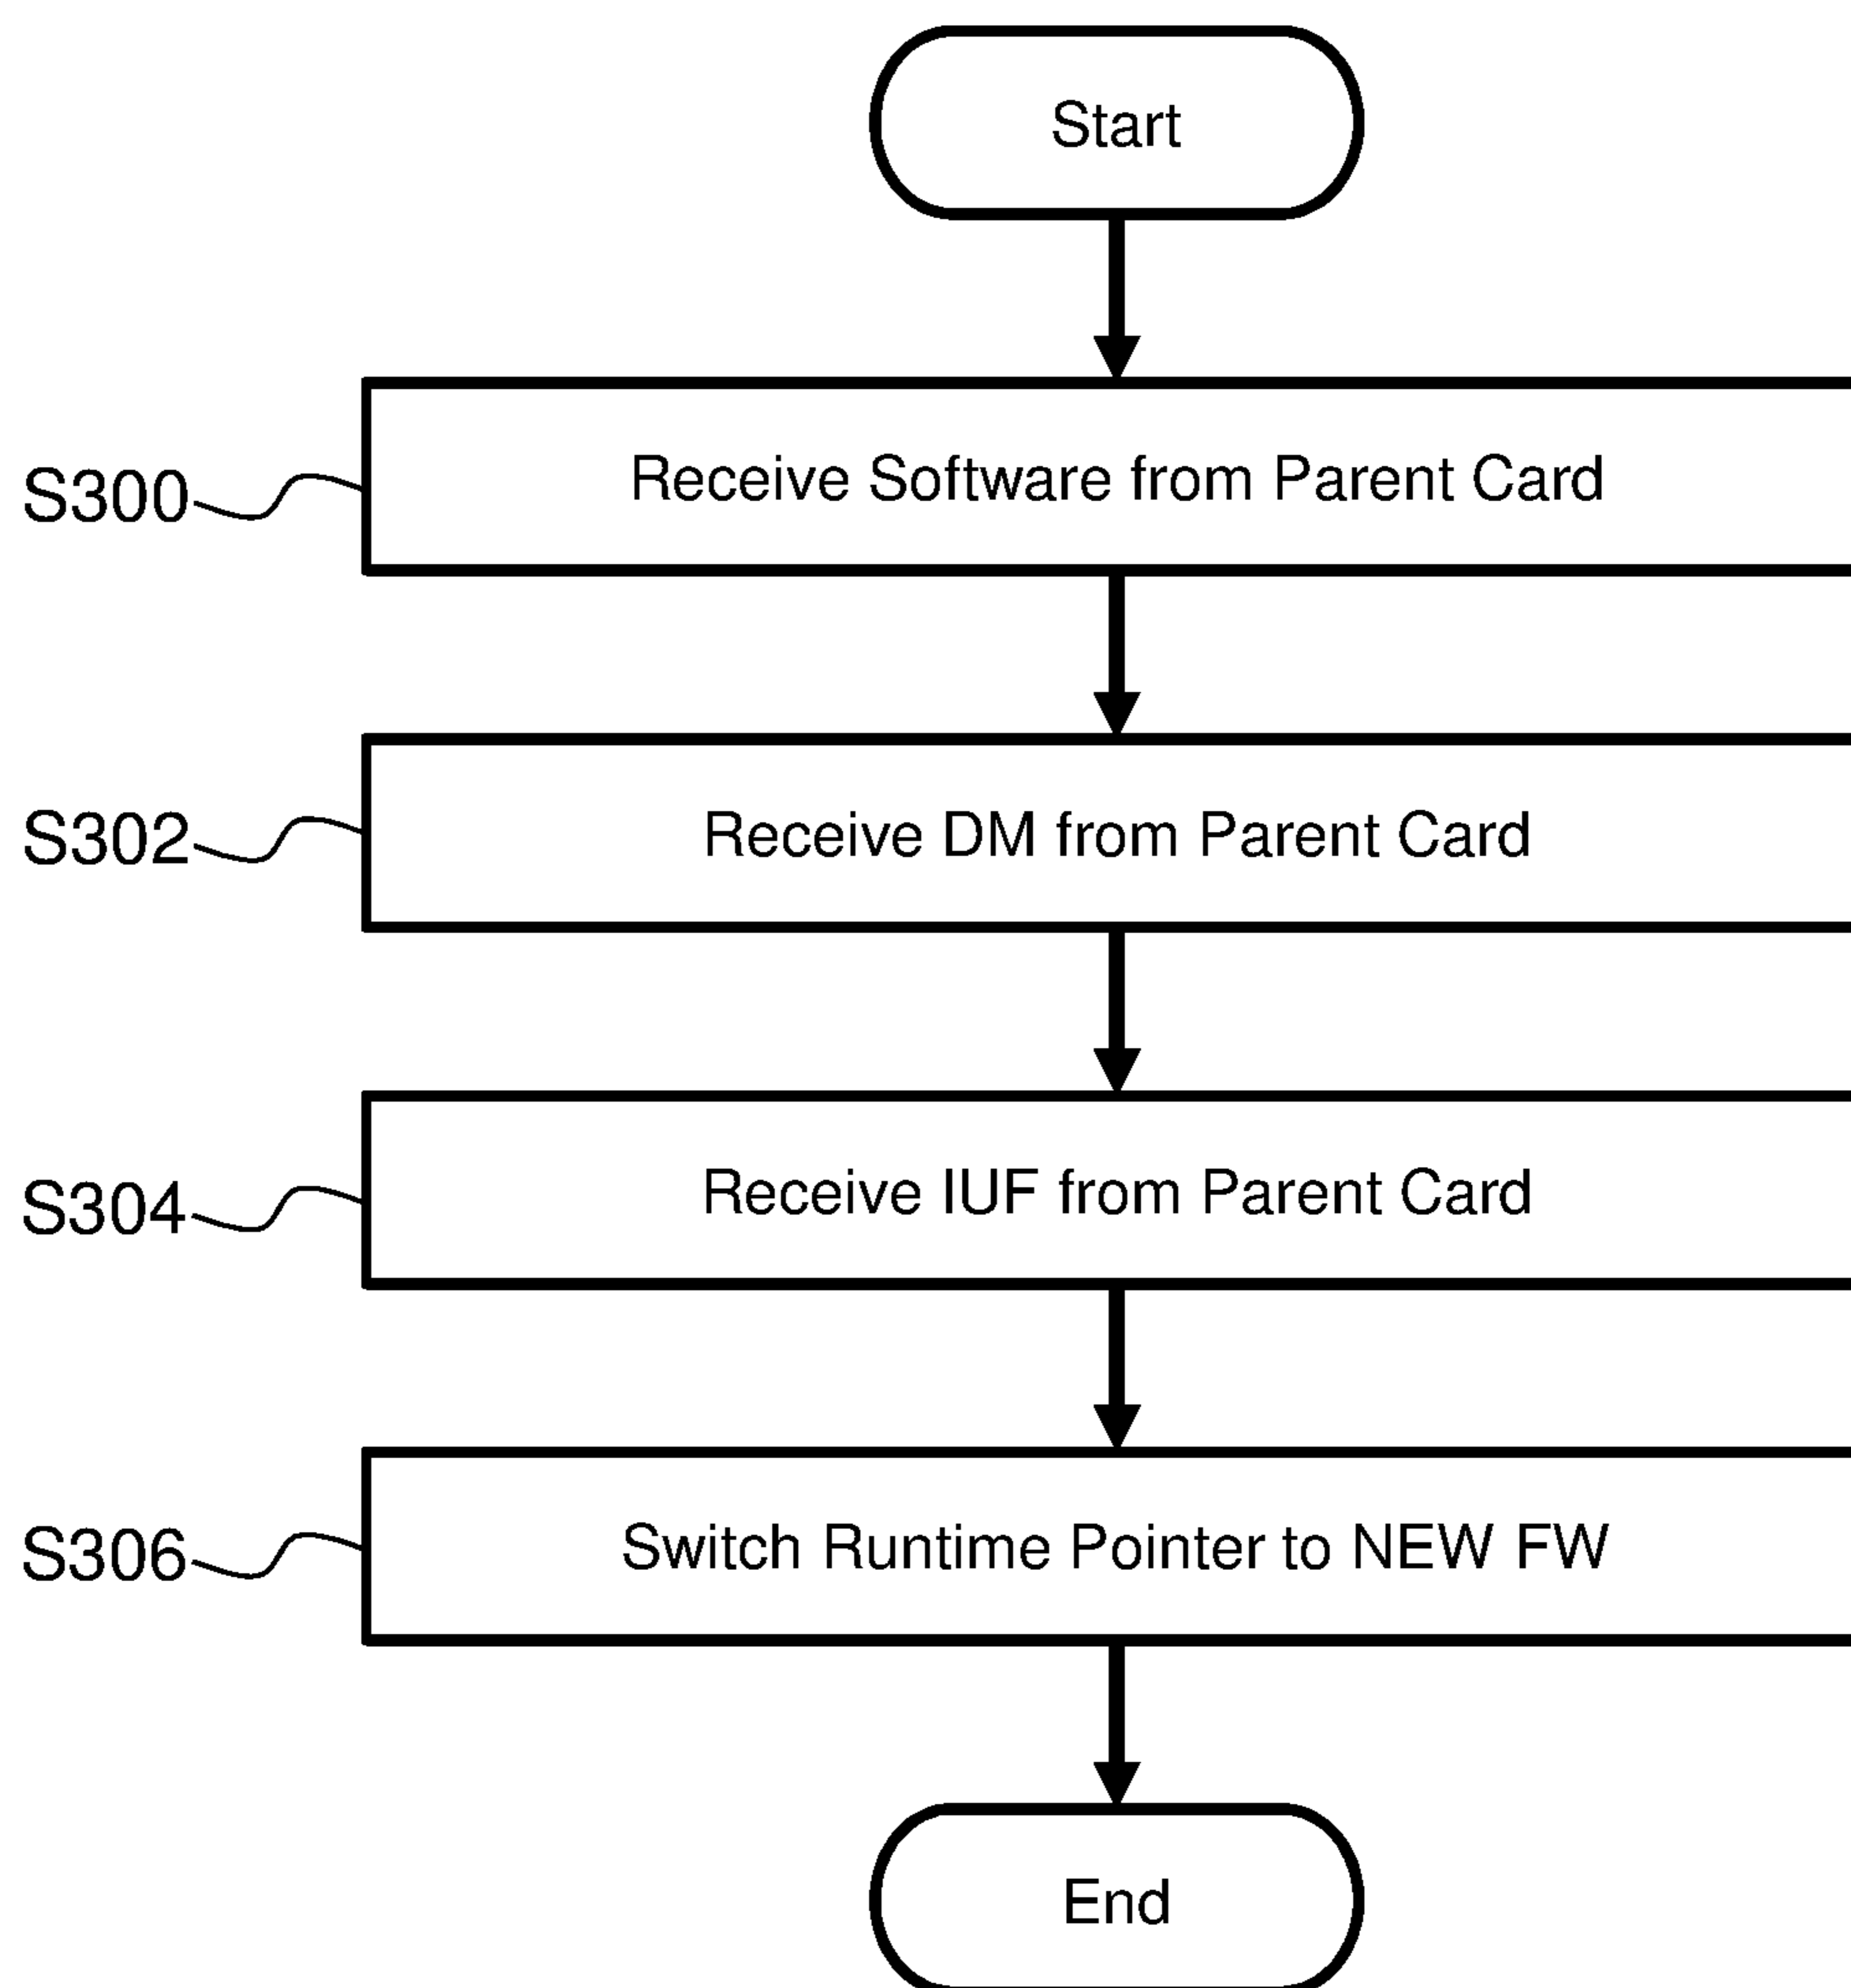 Start
S300
Receive Software from Parent Card
S302
Receive DM from Parent Card
S304
Receive IUF from Parent Card
S306
Switch Runtime Pointer to NEW FW
End